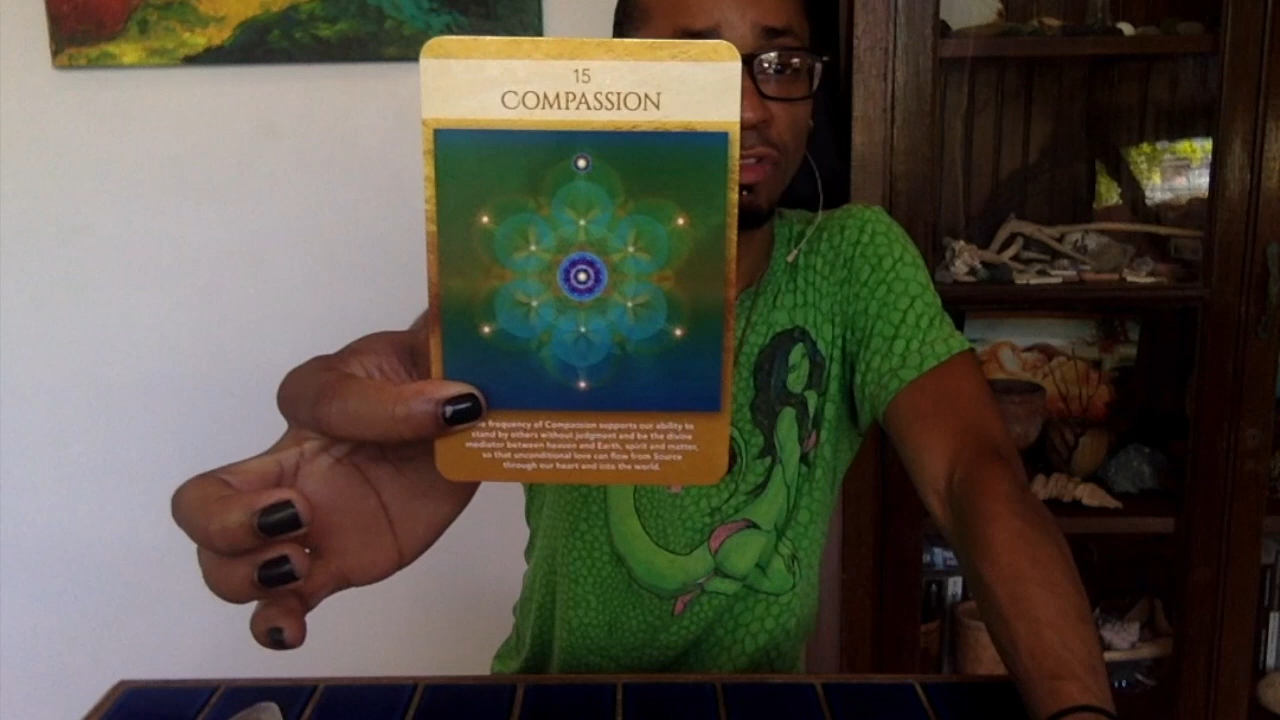 15
COMPASSION
frequency of Compassion supports our ability to
stand by others without judgment and be the divine
mediator between heaven and Earth, spirit and matter,
so that unconditional love can flow from Source
through our heart and into the world.